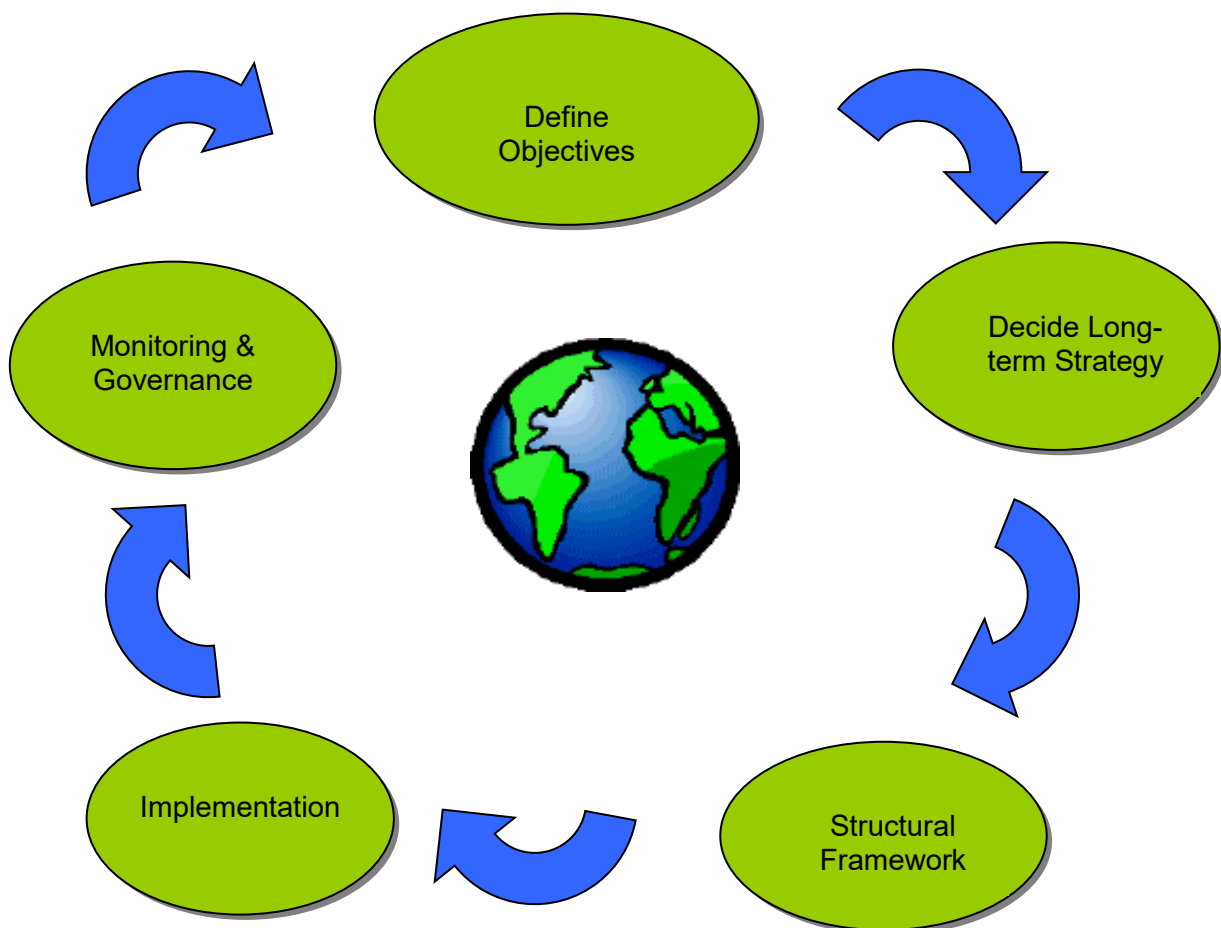 Define
Objectives
Decide Long-
term Strategy
Structural
Framework
Implementation
Monitoring &
Governance